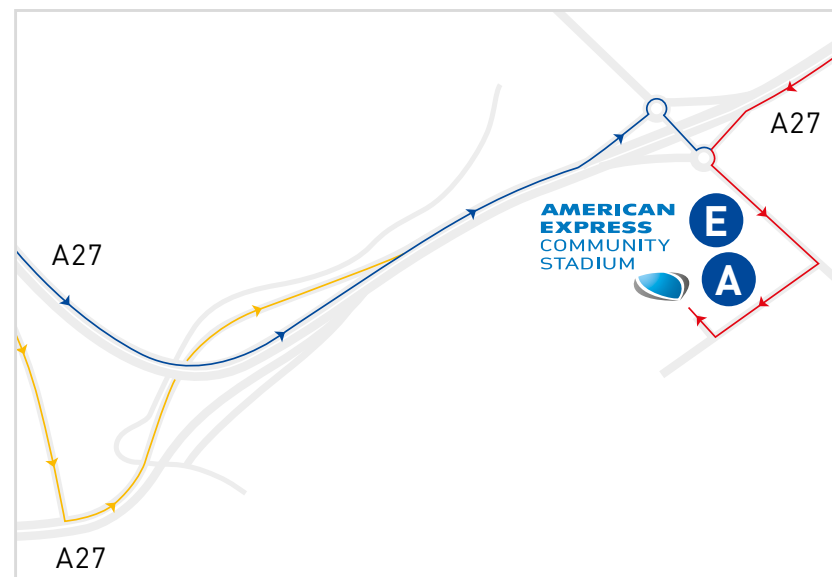 A27
AMERICAN
EXPRESS
COMMUNITY
STADIUM
E
A
A27
A27